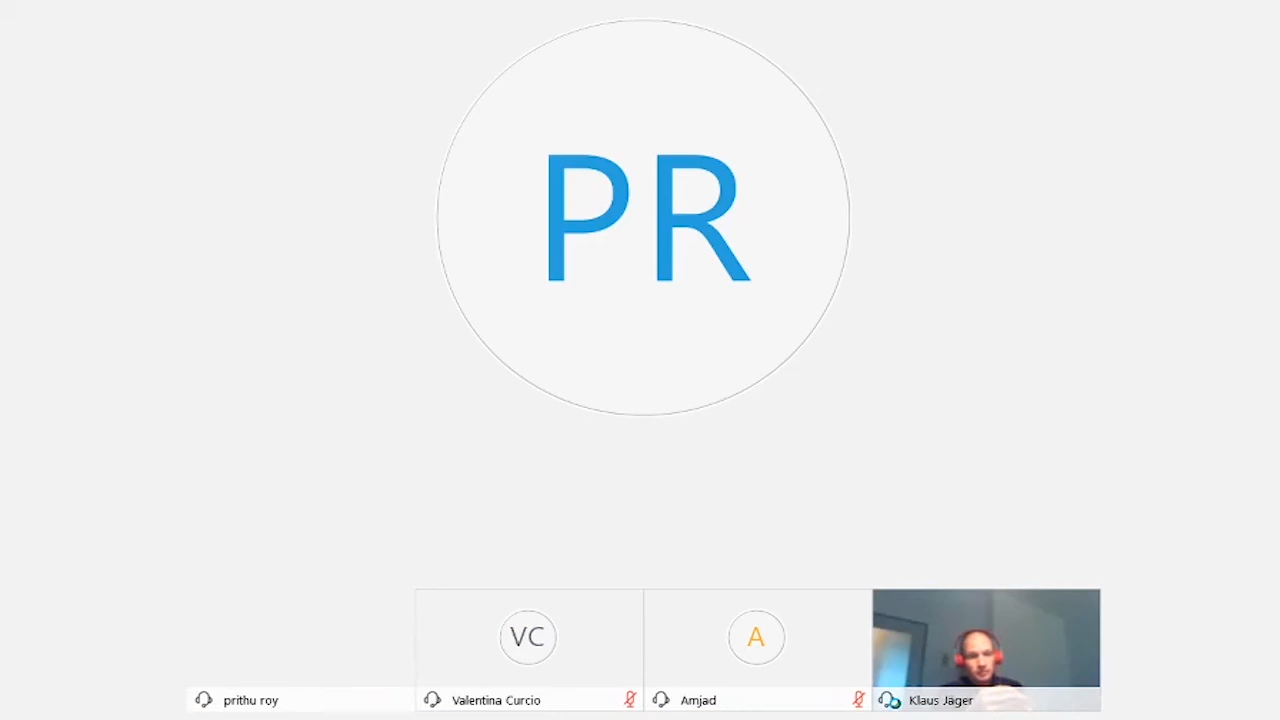 PR
VC
A
prithu roy
Valentina Curcio
Amjad
Klaus Jäger